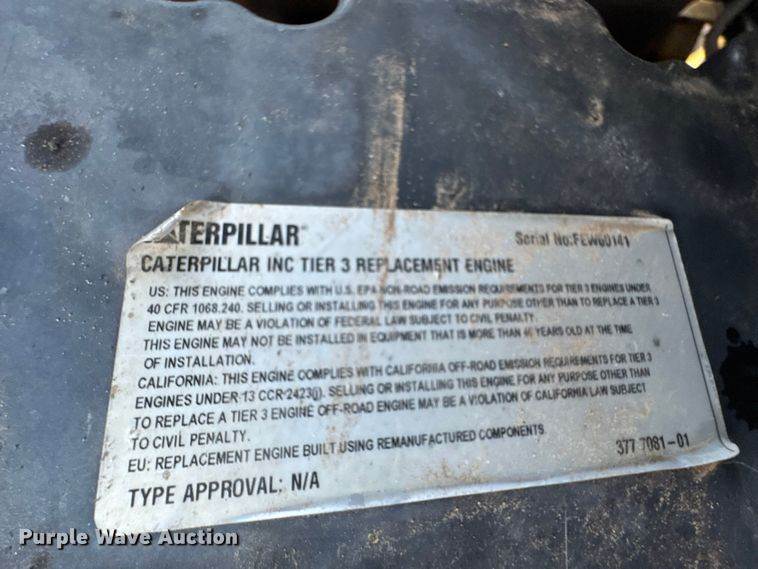 CATERPILLAR
Serial No:FEW00141
CATERPILLAR INC TIER 3 REPLACEMENT ENGINE
US: THIS ENGINE COMPLIES WITH U.S. EPA NON-ROAD EMISSION REQUIREMENTS FOR TIER 3 ENGINES UNDER
40 CFR 1068.240. SELLING OR INSTALLING THIS ENGINE FOR ANY PURPOSE OTHER THAN TO REPLACE A TIER 3
ENGINE MAY BE A VIOLATION OF FEDERAL LAW SUBJECT TO CIVIL PENALTY.
THIS ENGINE MAY NOT BE INSTALLED IN EQUIPMENT THAT IS MORE THAN 40 YEARS OLD AT THE TIME
OF INSTALLATION.
CALIFORNIA: THIS ENGINE COMPLIES WITH CALIFORNIA OFF-ROAD EMISSION REQUIREMENTS FOR TIER 3
ENGINES UNDER 13 CCR 2423(j). SELLING OR INSTALLING THIS ENGINE FOR ANY PURPOSE OTHER THAN
TO REPLACE A TIER 3 ENGINE OFF-ROAD ENGINE MAY BE A VIOLATION OF CALIFORNIA LAW SUBJECT
TO CIVIL PENALTY.
EU: REPLACEMENT ENGINE BUILT USING REMANUFACTURED COMPONENTS.
377-7081-01
TYPE APPROVAL: N/A
Purple Wave Auction